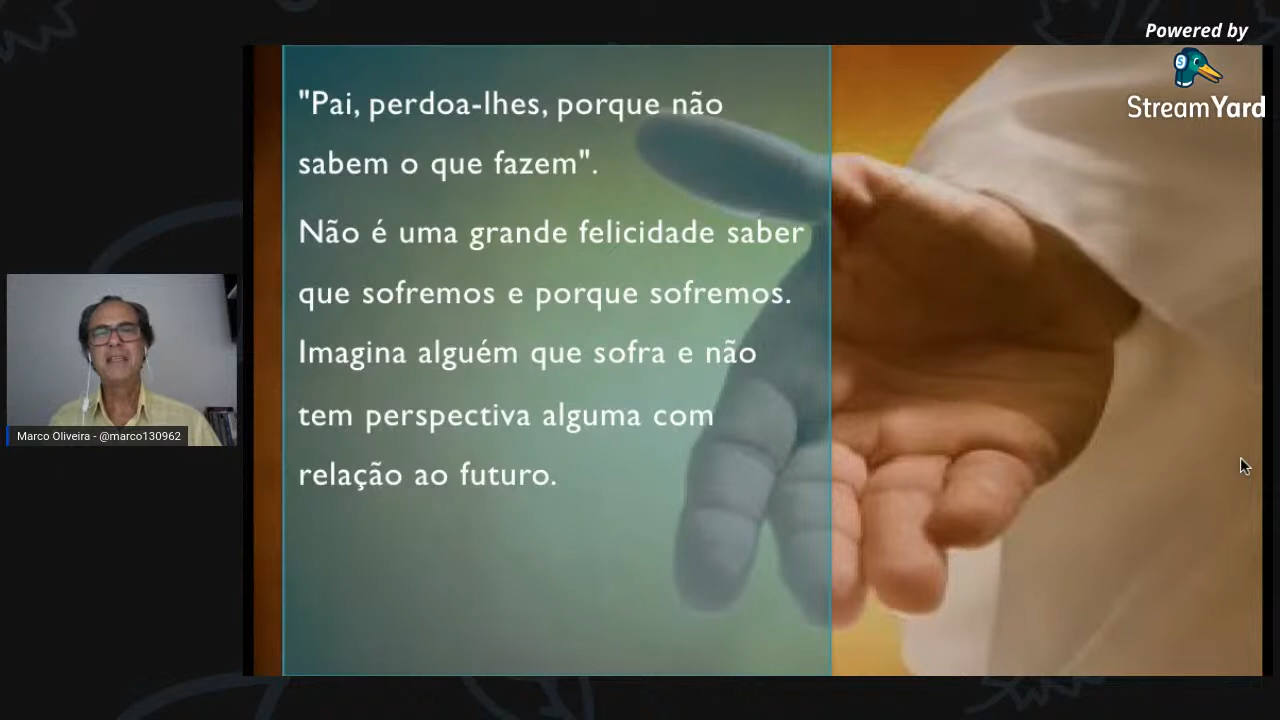 Powered by
StreamYard
"Pai, perdoa-lhes, porque não
sabem o que fazem".
Não é uma grande felicidade saber
que sofremos e porque sofremos.
Imagina alguém que sofra e não
tem perspectiva alguma com
relação ao futuro.
Marco Oliveira - @marco130962